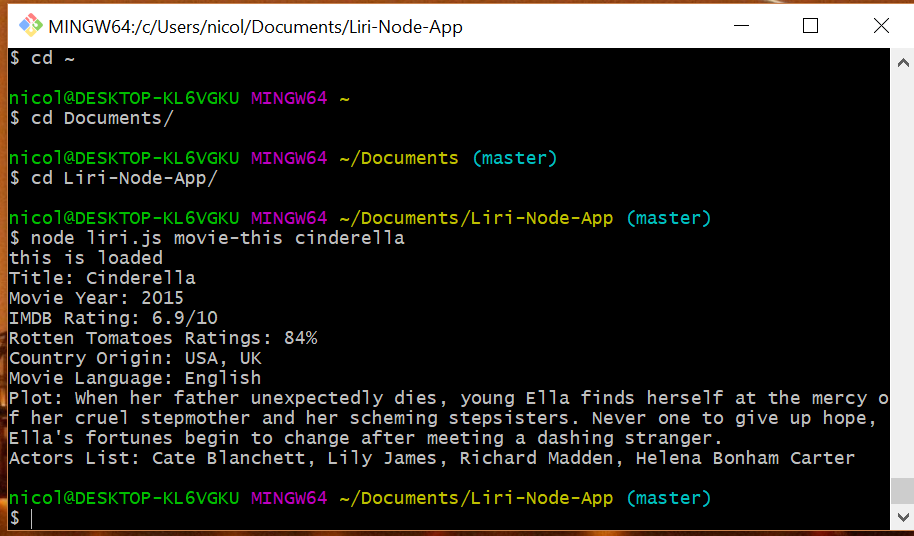 MINGW64:/c/Users/nicol/Documents/Liri-Node-App
$ cd ~
nicol@DESKTOP-KL6VGKU MINGW64 ~
$ cd Documents/
nicol@DESKTOP-KL6VGKU MINGW64 ~/Documents (master)
$ cd Liri-Node-App/
nicol@DESKTOP-KL6VGKU MINGW64 ~/Documents/Liri-Node-App (master)
$ node liri.js movie-this cinderella
this is loaded
Title: Cinderella
Movie Year: 2015
IMDB Rating: 6.9/10
Rotten Tomatoes Ratings: 84%
Country Origin: USA, UK
Movie Language: English
Plot: When her father unexpectedly dies, young Ella finds herself at the mercy o
f her cruel stepmother and her scheming stepsisters. Never one to give up hope,
Ella's fortunes begin to change after meeting a dashing stranger.
Actors List: Cate Blanchett, Lily James, Richard Madden, Helena Bonham Carter
nicol@DESKTOP-KL6VGKU MINGW64 ~/Documents/Liri-Node-App (master)
$